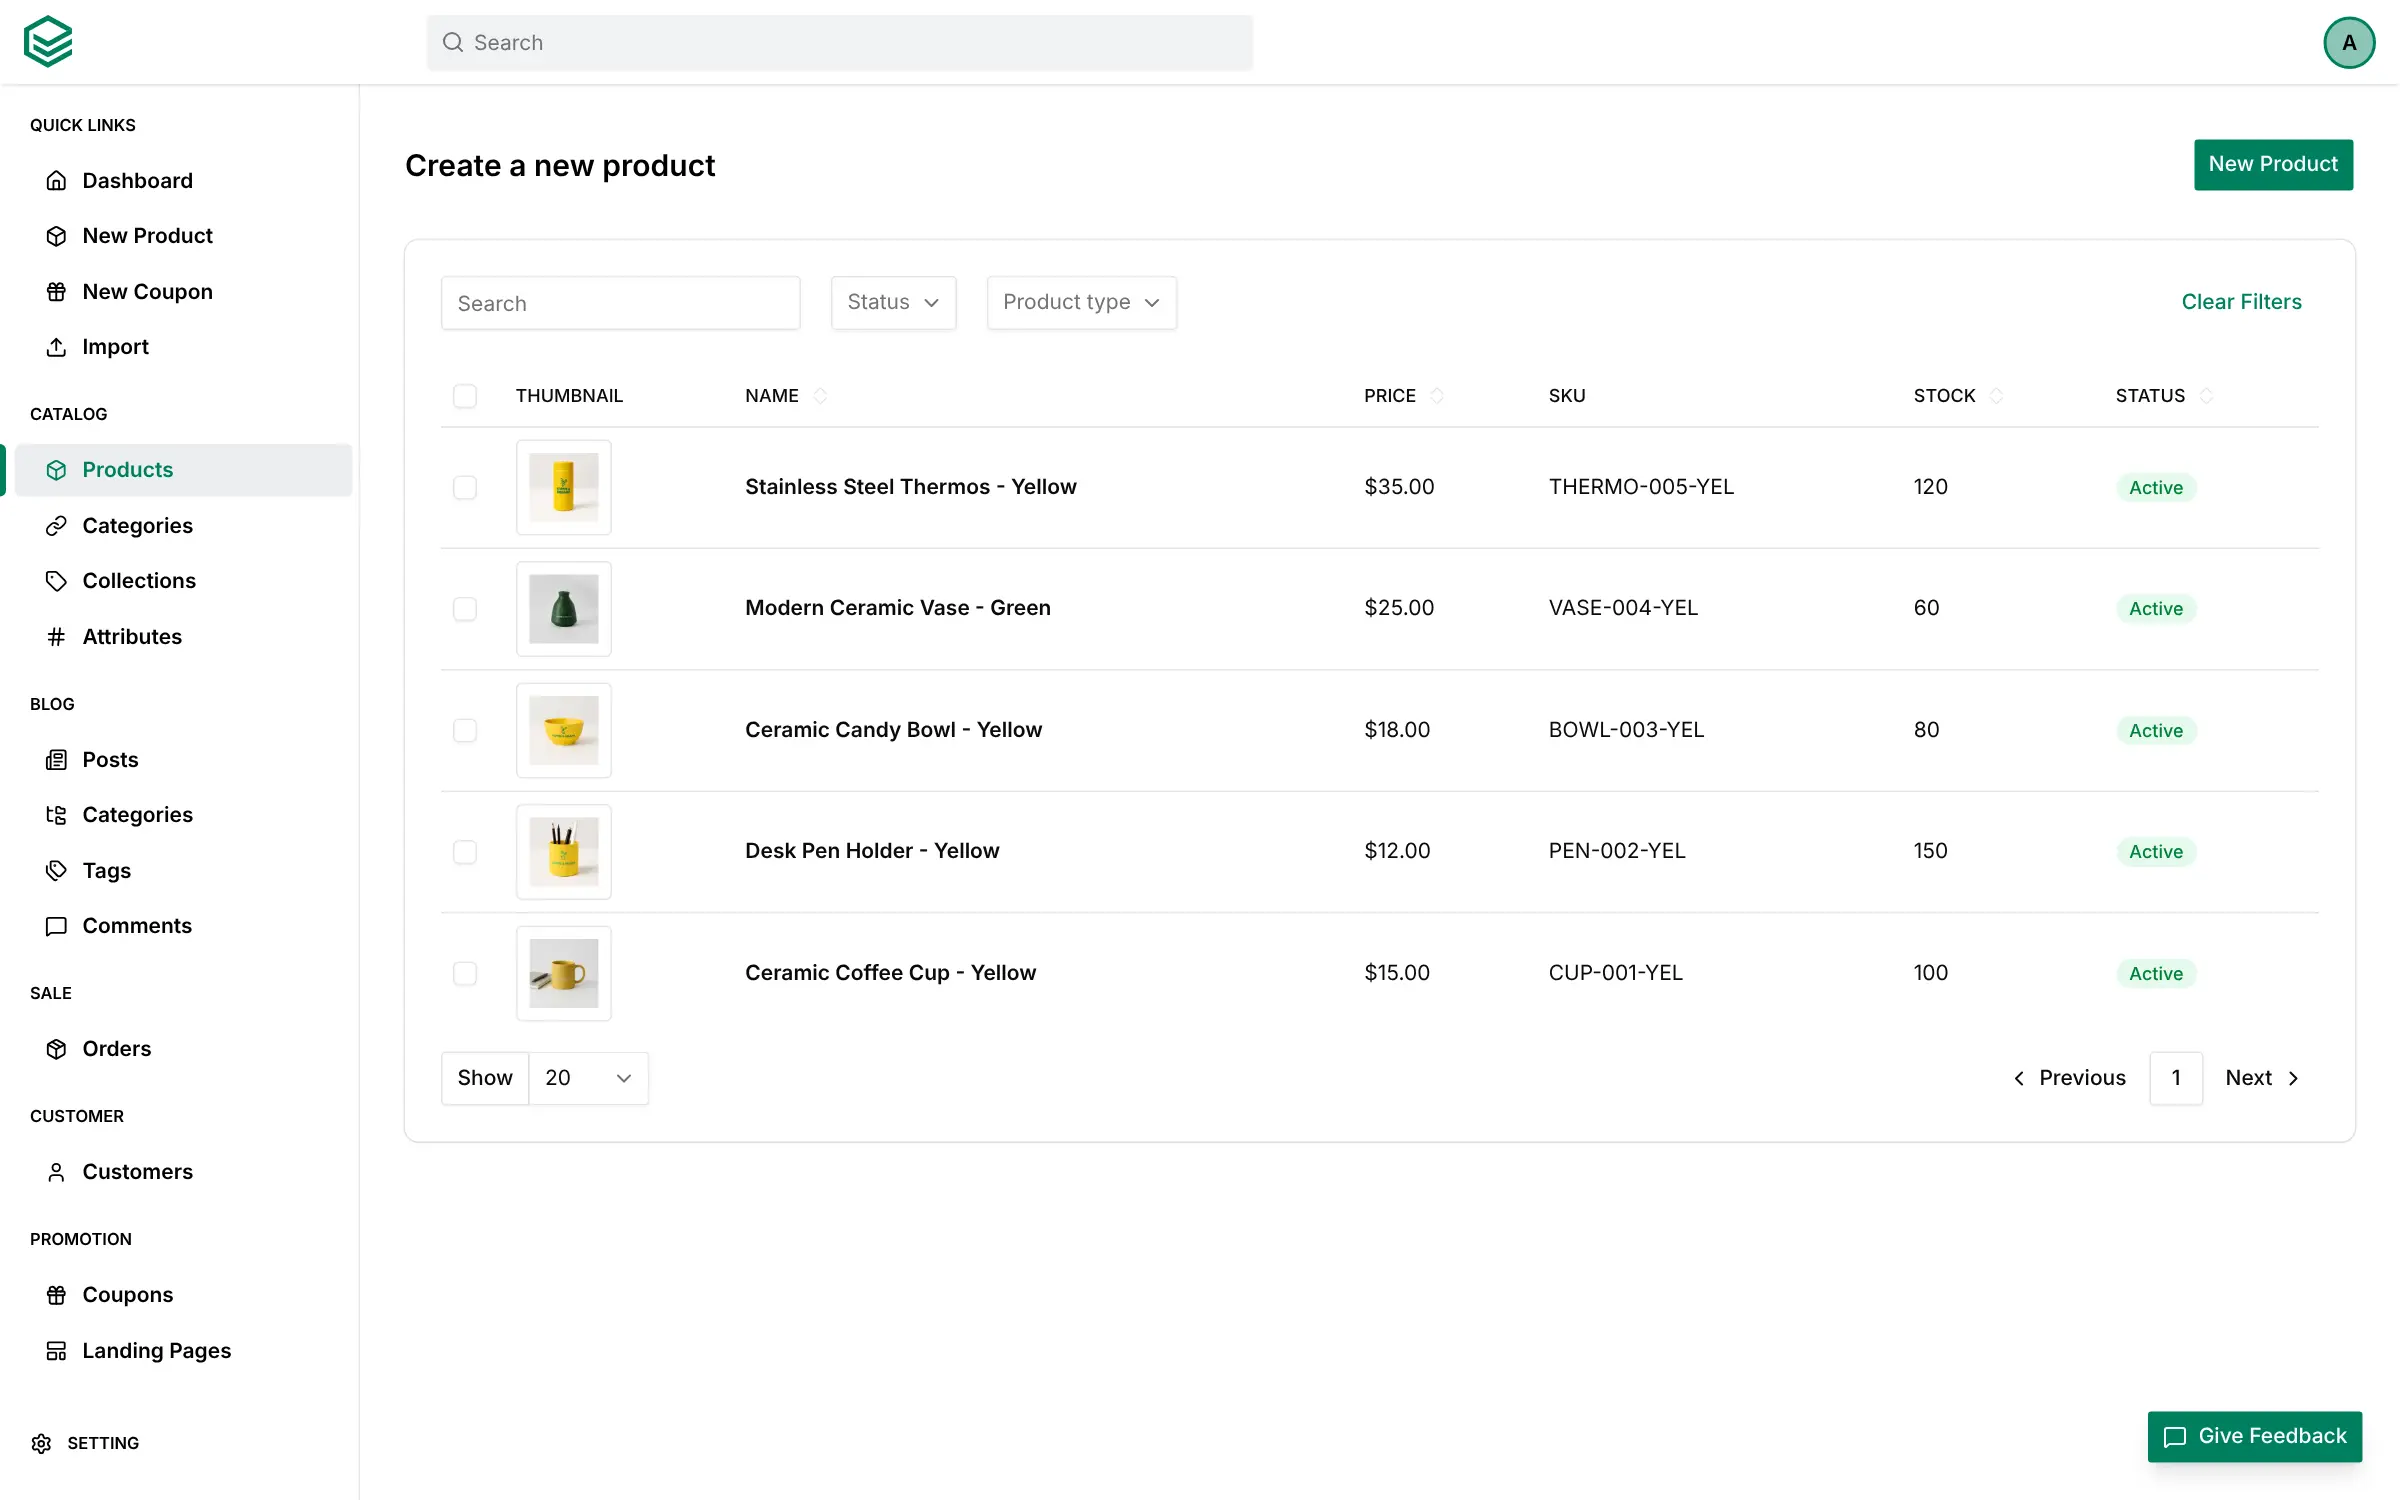 Search
A
QUICK LINKS
Dashboard
New Product
New Coupon
Import
CATALOG
Products
Categories
Collections
Attributes
BLOG
Posts
Categories
Tags
Comments
SALE
Orders
CUSTOMER
Customers
PROMOTION
Coupons
Landing Pages
SETTING
Create a new product
New Product
Search
Status
Product type
Clear Filters
THUMBNAIL NAME PRICE SKU STOCK STATUS
Stainless Steel Thermos - Yellow $35.00 THERMO-005-YEL 120 Active
Modern Ceramic Vase - Green $25.00 VASE-004-YEL 60 Active
Ceramic Candy Bowl - Yellow $18.00 BOWL-003-YEL 80 Active
Desk Pen Holder - Yellow $12.00 PEN-002-YEL 150 Active
Ceramic Coffee Cup - Yellow $15.00 CUP-001-YEL 100 Active
Show 20
Previous 1 Next
Give Feedback